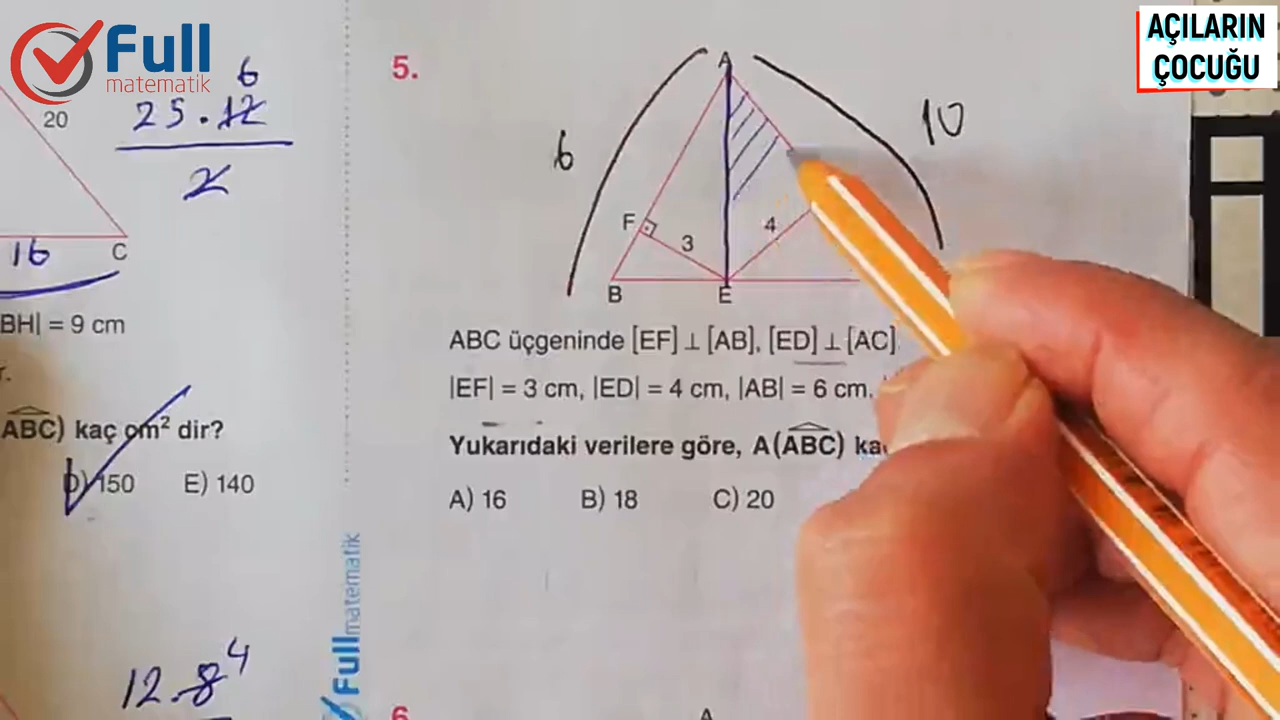 Full
matematik
AÇILARIN
ÇOCUĞU
20
6
25.12
2
16
C
BH| = 9 cm
r.
ABC) kaç cm² dir?
D) 150 E) 140
12.8 4
Full matematik
5.
A
6
10
F
3
4
B
E
ABC üçgeninde [EF] ⊥ [AB], [ED] ⊥ [AC]
|EF| = 3 cm, |ED| = 4 cm, |AB| = 6 cm,
Yukarıdaki verilere göre, A(ABC)
A) 16 B) 18 C) 20
6.
A